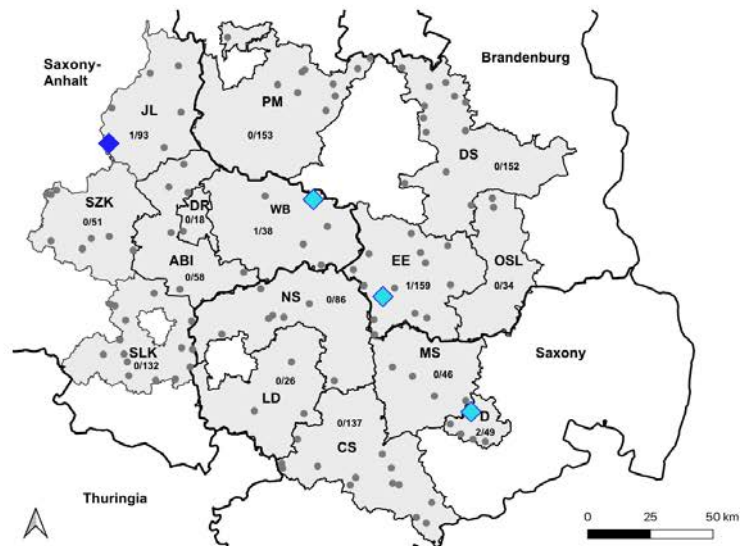 Saxony-
Anhalt
Brandenburg
JL
1/93
PM
0/153
DS
0/152
SZK
0/51
DR
0/18
WB
1/38
ABI
0/58
EE
1/159
OSL
0/34
NS
0/86
SLK
0/132
MS
0/46
Saxony
LD
0/26
D
2/49
CS
0/137
Thuringia
0 25 50 km